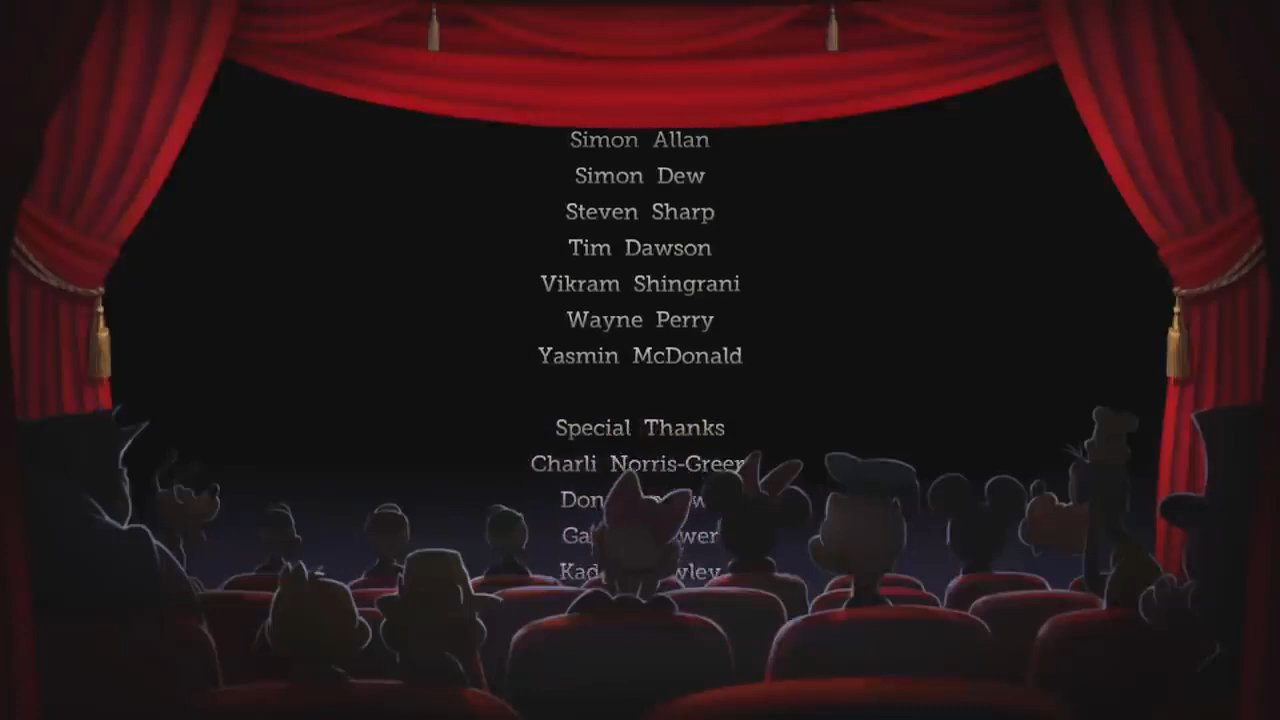 Simon Allan
Simon Dew
Steven Sharp
Tim Dawson
Vikram Shingrani
Wayne Perry
Yasmin McDonald
Special Thanks
Charli Norris-Green